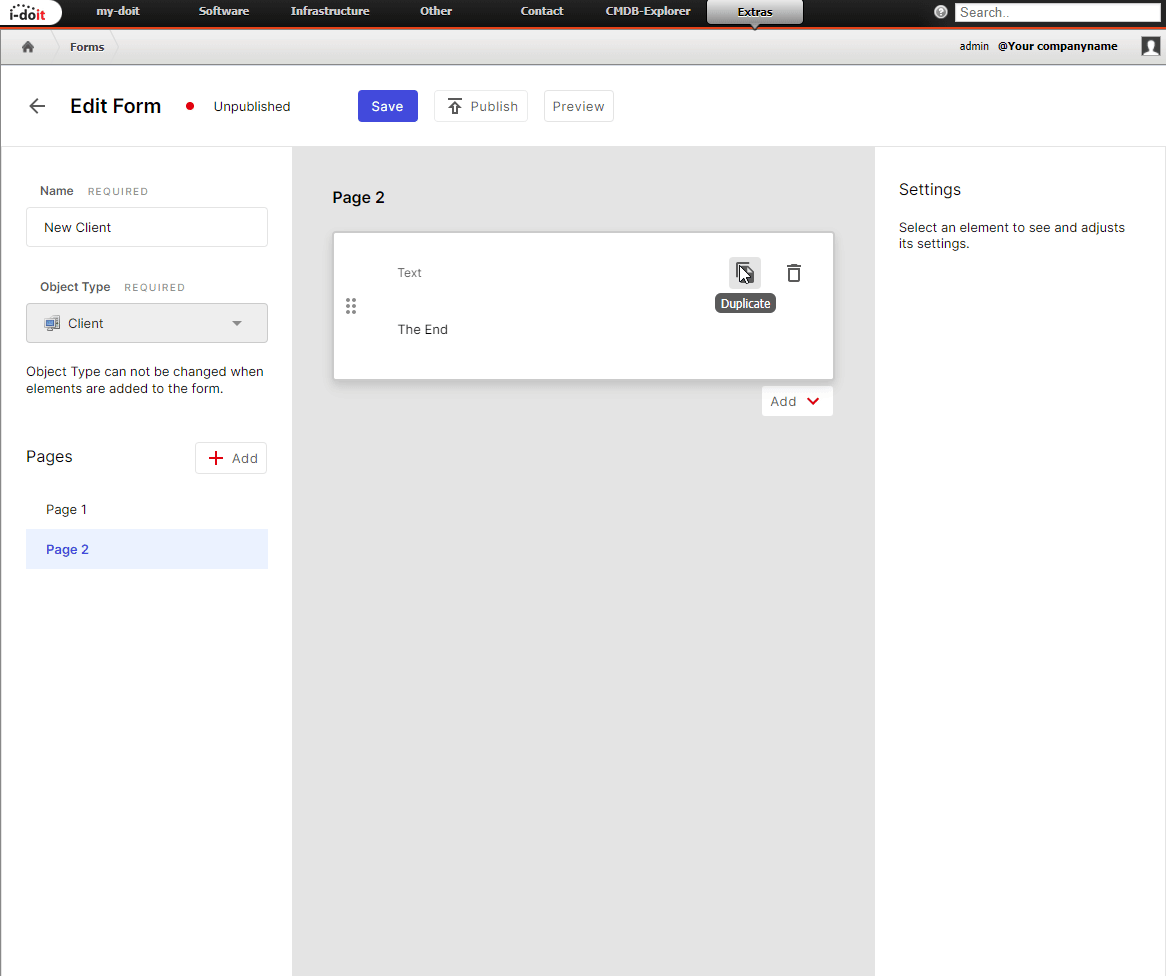 i-doit
my-doit Software Infrastructure Other Contact CMDB-Explorer Extras
? Search..
Forms
admin @Your companyname
Edit Form Unpublished Save Publish Preview
Name REQUIRED
New Client
Object Type REQUIRED
Client
Object Type can not be changed when
elements are added to the form.
Pages Add
Page 1
Page 2
Page 2
Text
Duplicate
The End
Add
Settings
Select an element to see and adjusts
its settings.